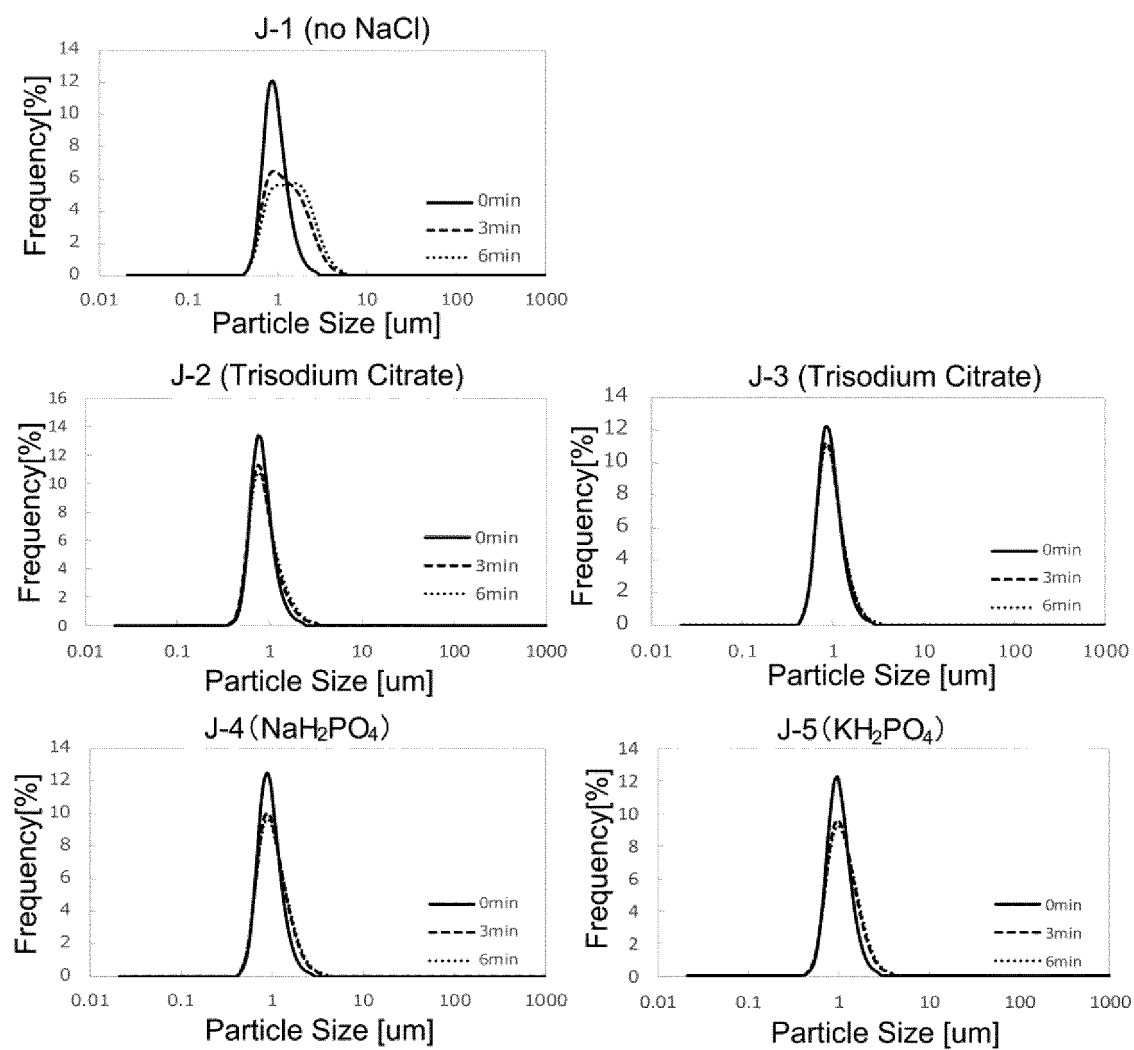 J-1 (no NaCl)
Frequency[%]
14
12
10
8
6
4
2
0
0min
3min
6min
0.01 0.1 1 10 100 1000
Particle Size [um]
J-2 (Trisodium Citrate)
Frequency[%]
16
14
12
10
8
6
4
2
0
0min
3min
6min
0.01 0.1 1 10 100 1000
Particle Size [um]
J-3 (Trisodium Citrate)
Frequency[%]
14
12
10
8
6
4
2
0
0min
3min
6min
0.01 0.1 1 10 100 1000
Particle Size [um]
J-4 (NaH₂PO₄)
Frequency[%]
14
12
10
8
6
4
2
0
0min
3min
6min
0.01 0.1 1 10 100 1000
Particle Size [um]
J-5 (KH₂PO₄)
Frequency[%]
14
12
10
8
6
4
2
0
0min
3min
6min
0.01 0.1 1 10 100 1000
Particle Size [um]